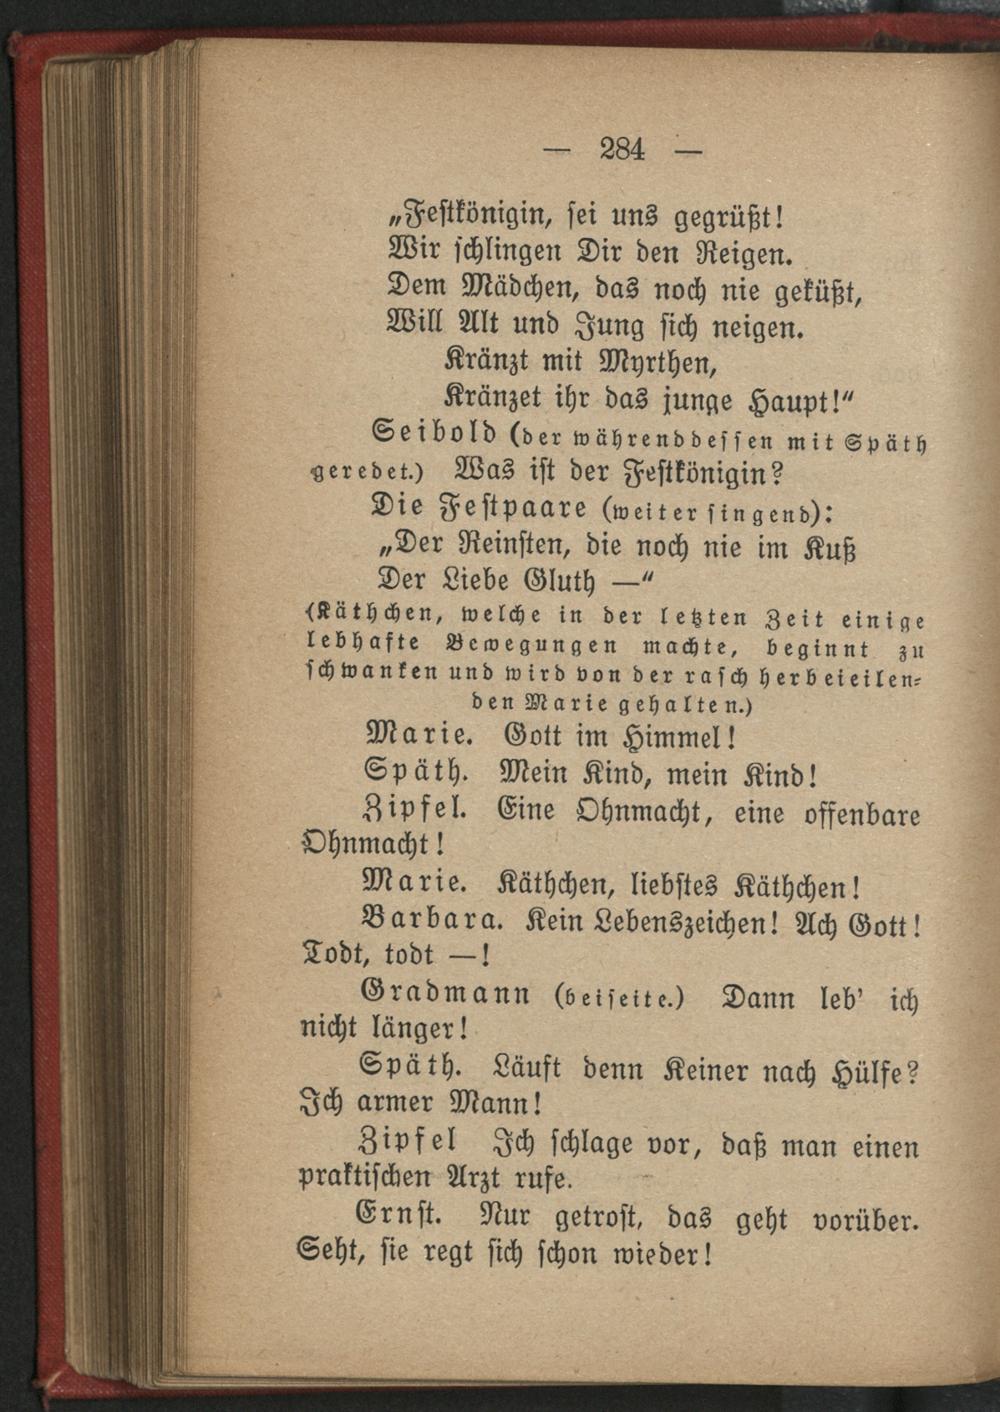 — 284 —
„Festkönigin, sei uns gegrüßt!
Wir schlingen Dir den Reigen.
Dem Mädchen, das noch nie geküßt,
Will Alt und Jung sich neigen.
Kränzt mit Myrthen,
Kränzet ihr das junge Haupt!“
Seibold (der währenddessen mit Späth
geredet.) Was ist der Festkönigin?
Die Festpaare (weiter singend):
„Der Reinsten, die noch nie im Kuß
Der Liebe Gluth —“
(Käthchen, welche in der letzten Zeit einige
lebhafte Bewegungen machte, beginnt zu
schwanken und wird von der rasch herbeieilen-
den Marie gehalten.)
Marie. Gott im Himmel!
Späth. Mein Kind, mein Kind!
Zipfel. Eine Ohnmacht, eine offenbare
Ohnmacht!
Marie. Käthchen, liebstes Käthchen!
Barbara. Kein Lebenszeichen! Ach Gott!
Todt, todt —!
Gradmann (beiseite.) Dann leb’ ich
nicht länger!
Späth. Läuft denn Keiner nach Hülfe?
Ich armer Mann!
Zipfel Ich schlage vor, daß man einen
praktischen Arzt rufe.
Ernst. Nur getrost, das geht vorüber.
Seht, sie regt sich schon wieder!